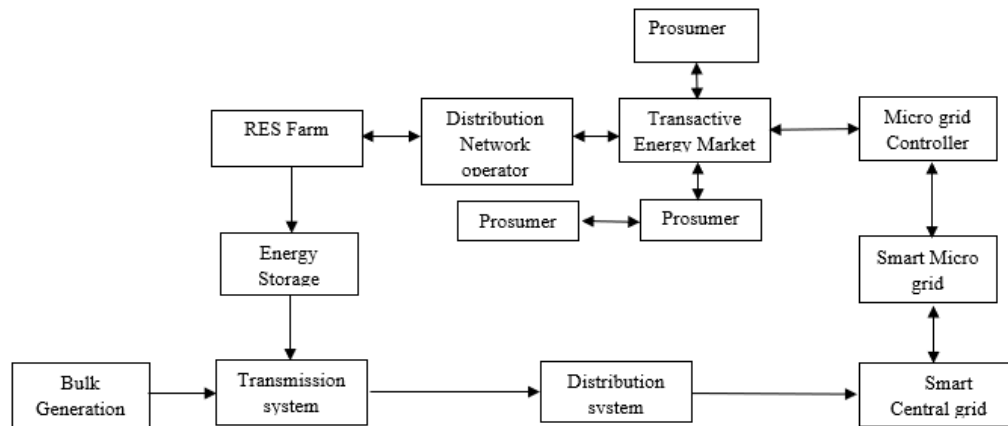 Prosumer
RES Farm
Distribution
Network
operator
Transactive
Energy Market
Micro grid
Controller
Prosumer
Prosumer
Energy
Storage
Smart Micro
grid
Bulk
Generation
Transmission
system
Distribution
system
Smart
Central grid